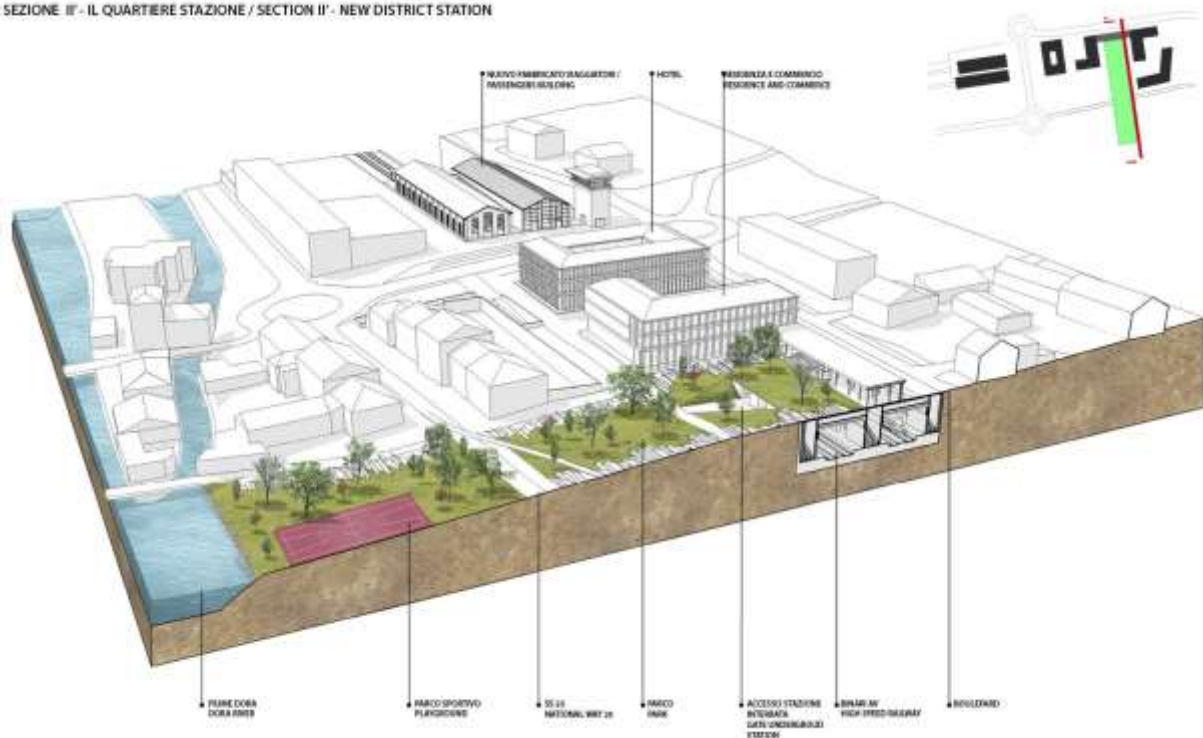 SEZIONE II' - IL QUARTIERE STAZIONE / SECTION II' - NEW DISTRICT STATION
NUOVO FABBRICATO VIAGGIATORI /
PASSENGERS BUILDING
HOTEL
RESIDENZA E COMMERCIO
RESIDENCE AND COMMERCE
FIUME DORA
DORA RIVER
PARCO SPORTIVO
PLAYGROUND
SS
NATIONAL WAY
PARCO
PARK
ACCESSO STAZIONE
INTERRATA
GATE UNDERGROUND
STATION
BINARI AV
HIGH SPEED RAILWAY
BOULEVARD